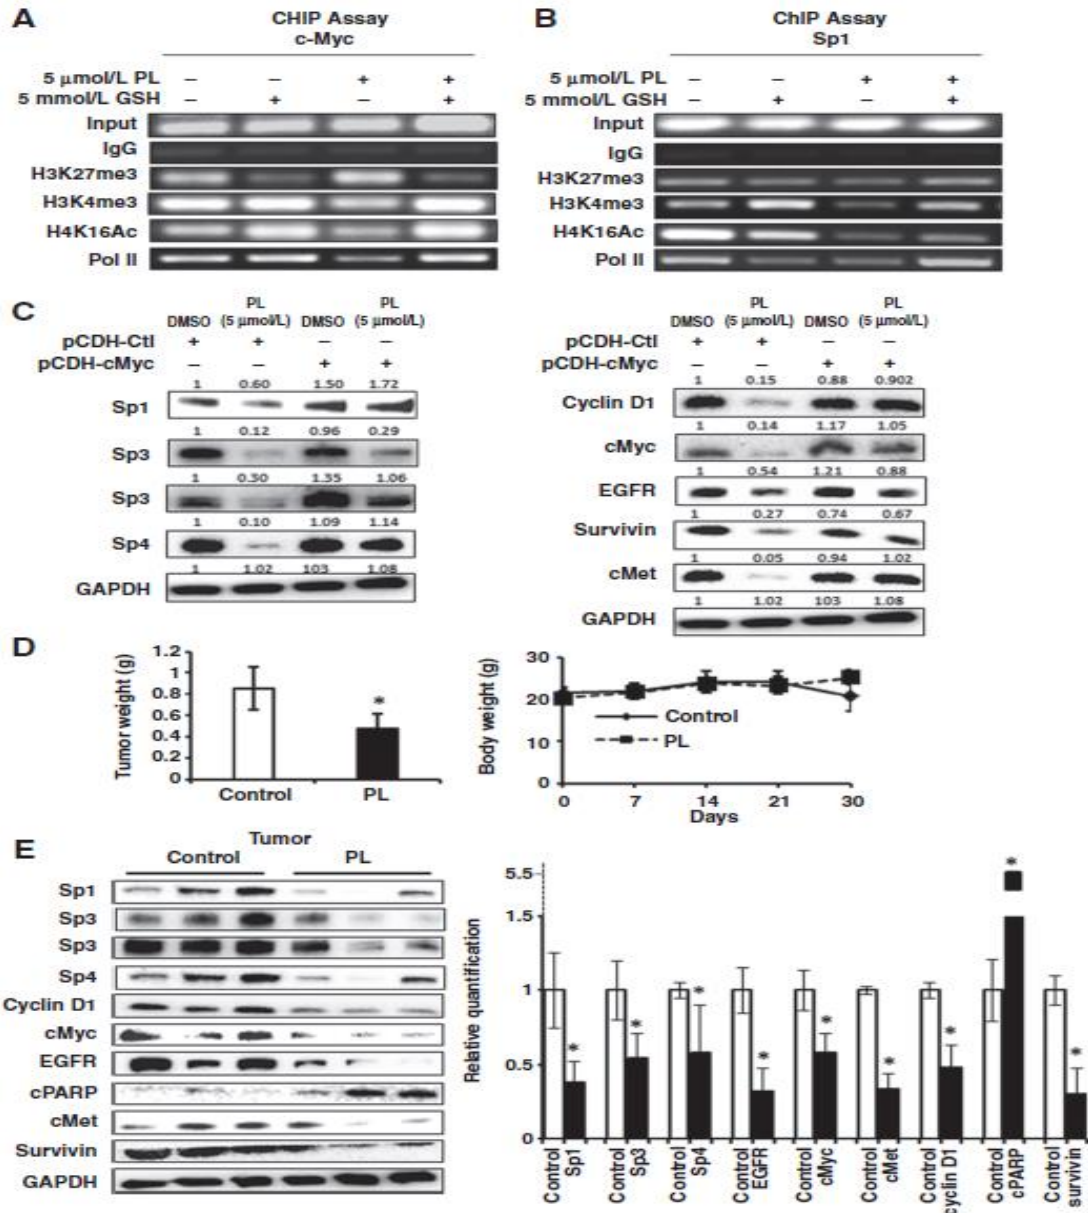 A
CHIP Assay
c-Myc
5 μmol/L PL – – + +
5 mmol/L GSH – + – +
Input
IgG
H3K27me3
H3K4me3
H4K16Ac
Pol II
B
ChIP Assay
Sp1
5 μmol/L PL – – + +
5 mmol/L GSH – + – +
Input
IgG
H3K27me3
H3K4me3
H4K16Ac
Pol II
C
PL PL
DMSO (5 μmol/L) DMSO (5 μmol/L)
pCDH-Ctl + + – –
pCDH-cMyc – – + +
1 0.60 1.50 1.72
Sp1
1 0.12 0.96 0.29
Sp3
1 0.30 1.35 1.06
Sp3
1 0.10 1.09 1.14
Sp4
1 1.02 103 1.08
GAPDH
PL PL
DMSO (5 μmol/L) DMSO (5 μmol/L)
pCDH-Ctl + + – –
pCDH-cMyc – – + +
1 0.15 0.88 0.902
Cyclin D1
1 0.14 1.17 1.05
cMyc
1 0.54 1.21 0.88
EGFR
1 0.27 0.74 0.67
Survivin
1 0.05 0.94 1.02
cMet
1 1.02 103 1.08
GAPDH
D
Tumor weight (g)
1.2
1
0.8
0.6
0.4
0.2
0
*
Control PL
Body weight (g)
30
20
10
0
Control
PL
0 7 14 21 30
Days
E
Tumor
Control PL
Sp1
Sp3
Sp3
Sp4
Cyclin D1
cMyc
EGFR
cPARP
cMet
Survivin
GAPDH
Relative quantification
5.5
1.5
1
0.5
0
* * * * * * * * *
Control
Sp1
Control
Sp3
Control
Sp4
Control
EGFR
Control
cMyc
Control
cMet
Control
cyclin D1
Control
cPARP
Control
survivin